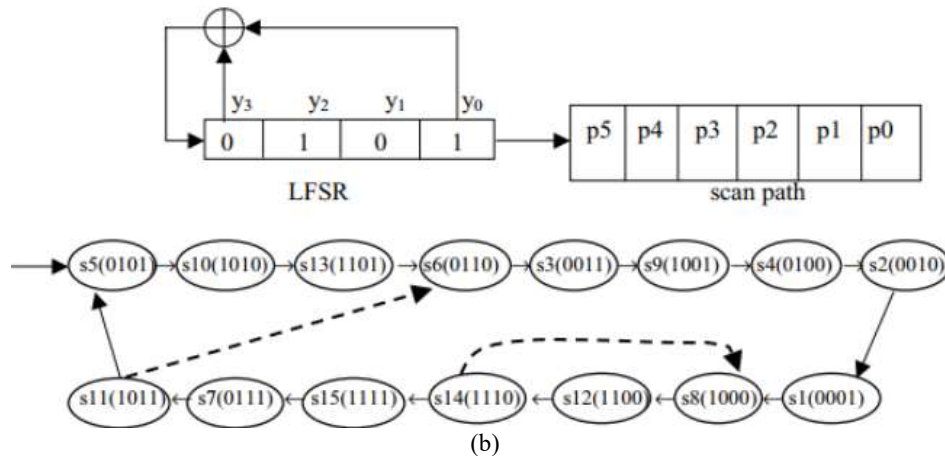 y3 y2 y1 y0
0 1 0 1 p5 p4 p3 p2 p1 p0
LFSR scan path
s5(0101) s10(1010) s13(1101) s6(0110) s3(0011) s9(1001) s4(0100) s2(0010)
s11(1011) s7(0111) s15(1111) s14(1110) s12(1100) s8(1000) s1(0001)
(b)